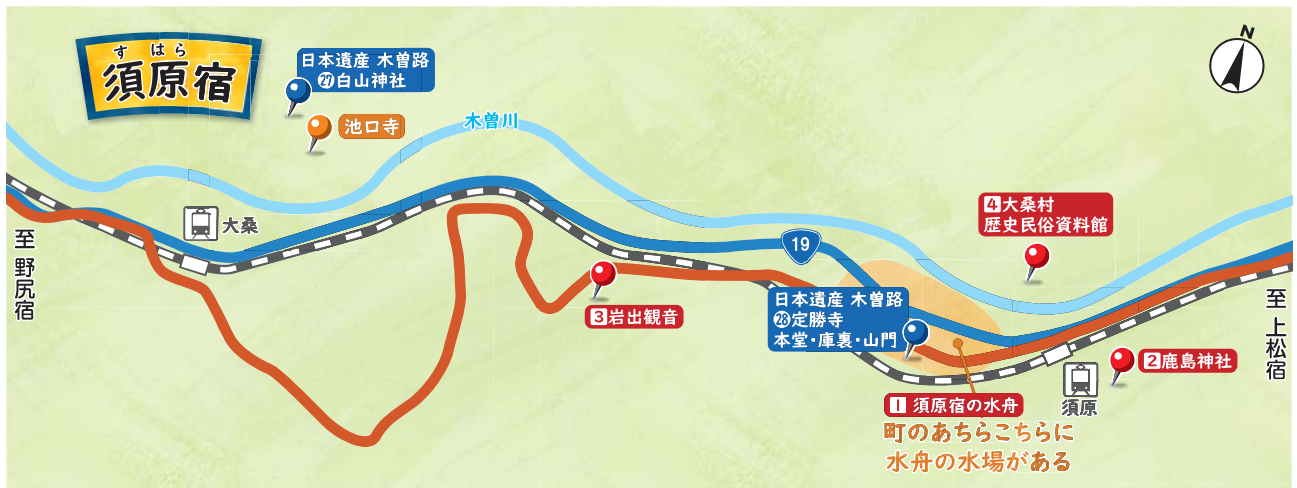 すはら
須原宿
日本遺産 木曽路
㉗白山神社
池口寺
木曽川
N
大桑
至 野尻宿
19
4大桑村
歴史民俗資料館
3岩出観音
日本遺産 木曽路
㉘定勝寺
本堂・庫裏・山門
至 上松宿
2鹿島神社
須原
1 須原宿の水舟
町のあちらこちらに
水舟の水場がある